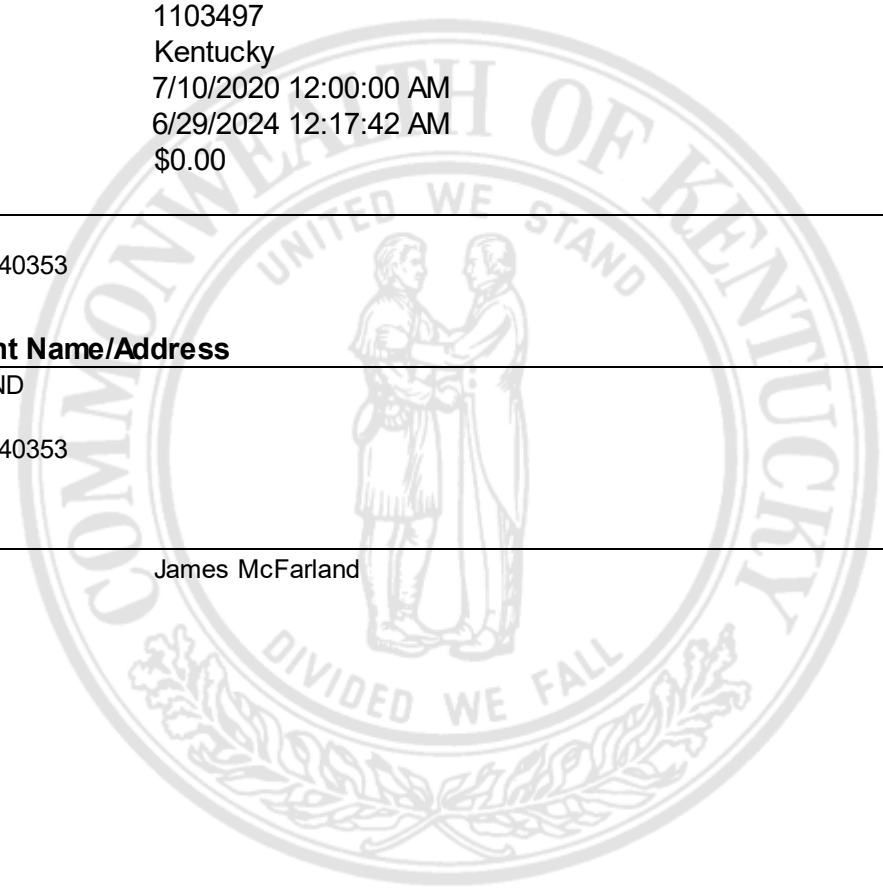 1103497
Kentucky
7/10/2020 12:00:00 AM
6/29/2024 12:17:42 AM
$0.00
40353
nt Name/Address
ND
40353
James McFarland
COMMONWEALTH OF KENTUCKY
UNITED WE STAND
DIVIDED WE FALL